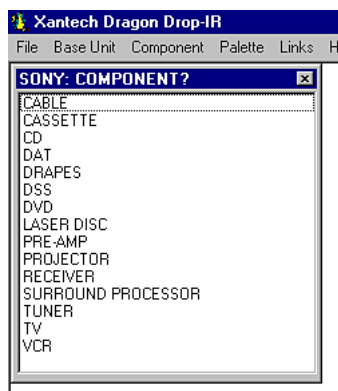 Xantech Dragon Drop-IR
File Base Unit Component Palette Links H
SONY: COMPONENT?
CABLE
CASSETTE
CD
DAT
DRAPES
DSS
DVD
LASER DISC
PRE-AMP
PROJECTOR
RECEIVER
SURROUND PROCESSOR
TUNER
TV
VCR